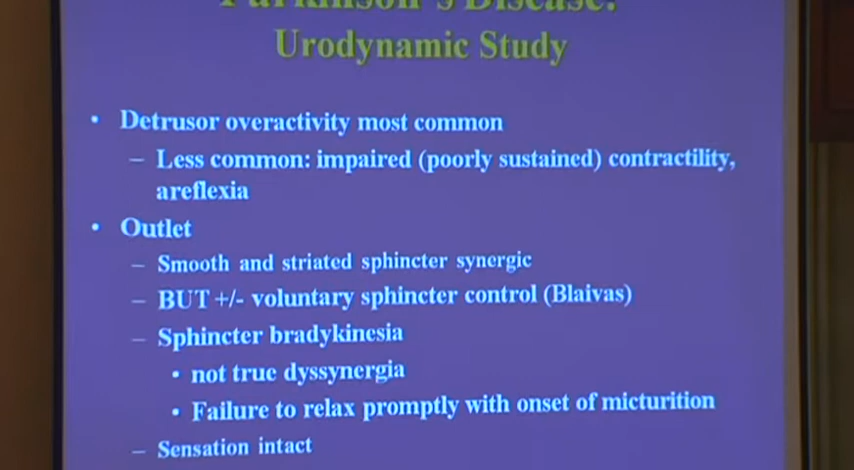 Parkinson's Disease:
Urodynamic Study
• Detrusor overactivity most common
– Less common: impaired (poorly sustained) contractility,
areflexia
• Outlet
– Smooth and striated sphincter synergic
– BUT +/- voluntary sphincter control (Blaivas)
– Sphincter bradykinesia
• not true dyssynergia
• Failure to relax promptly with onset of micturition
– Sensation intact